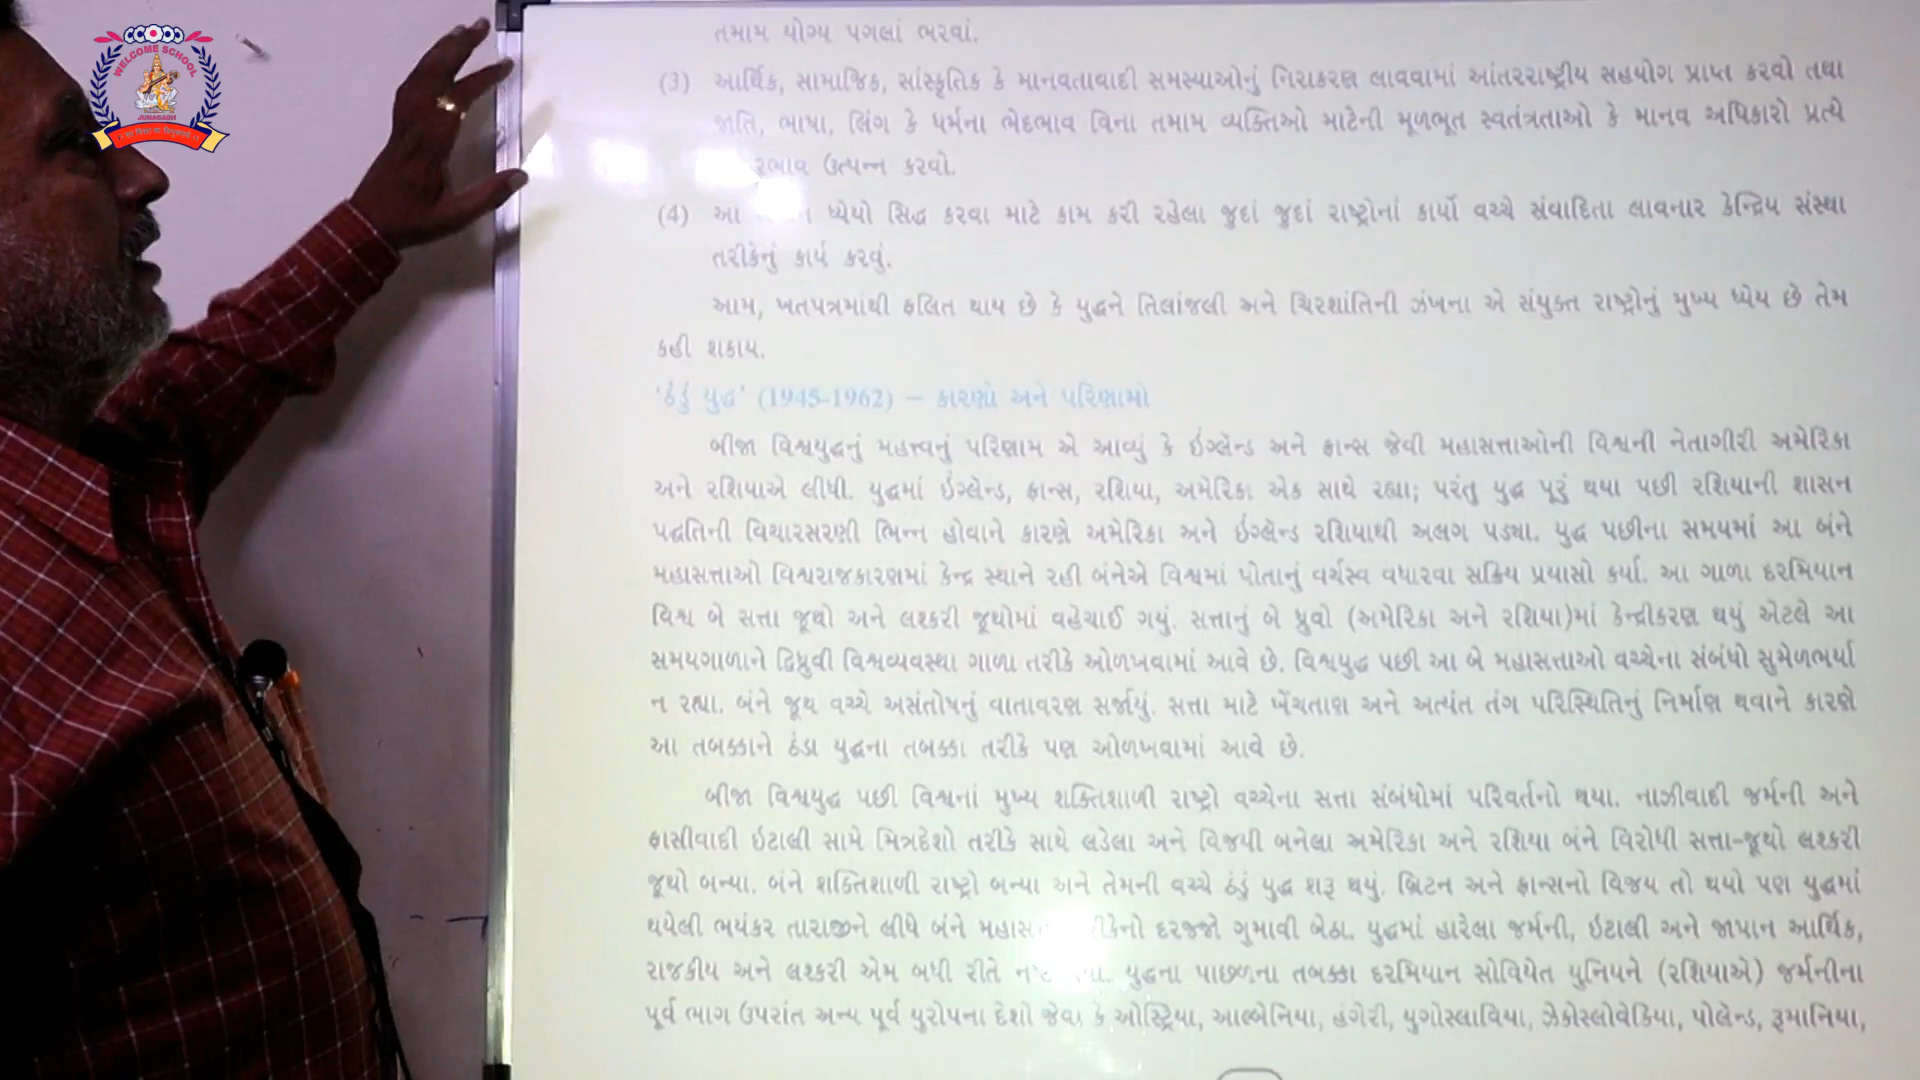 WELCOME SCHOOL
JUNAGADH
તમામ યોગ્ય પગલાં ભરવાં.
(3) આર્થિક, સામાજિક, સાંસ્કૃતિક કે માનવતાવાદી સમસ્યાઓનું નિરાકરણ લાવવામાં આંતરરાષ્ટ્રીય સહયોગ પ્રાપ્ત કરવો તથા
જાતિ, ભાષા, લિંગ કે ધર્મના ભેદભાવ વિના તમામ વ્યક્તિઓ માટેની મૂળભૂત સ્વતંત્રતાઓ કે માનવ અધિકારો પ્રત્યે
ઉત્પન્ન કરવો.
(4) આ ધ્યેયો સિદ્ધ કરવા માટે કામ કરી રહેલા જુદાં જુદાં રાષ્ટ્રોનાં કાર્યો વચ્ચે સંવાદિતા લાવનાર કેન્દ્રિય સંસ્થા
તરીકેનું કાર્ય કરવું.
આમ, ખતપત્રમાંથી ફલિત થાય છે કે યુદ્ધને તિલાંજલી અને ચિરશાંતિની ઝંખના એ સંયુક્ત રાષ્ટ્રોનું મુખ્ય ધ્યેય છે તેમ
કહી શકાય.
‘ઠંડું યુદ્ધ’ (1945-1962) – કારણો અને પરિણામો
બીજા વિશ્વયુદ્ધનું મહત્ત્વનું પરિણામ એ આવ્યું કે ઇંગ્લૅન્ડ અને ફ્રાન્સ જેવી મહાસત્તાઓની વિશ્વની નેતાગીરી અમેરિકા
અને રશિયાએ લીધી. યુદ્ધમાં ઇંગ્લૅન્ડ, ફ્રાન્સ, રશિયા, અમેરિકા એક સાથે રહ્યા; પરંતુ યુદ્ધ પૂરું થયા પછી રશિયાની શાસન
પદ્ધતિની વિચારસરણી ભિન્ન હોવાને કારણે અમેરિકા અને ઇંગ્લૅન્ડ રશિયાથી અલગ પડ્યા. યુદ્ધ પછીના સમયમાં આ બંને
મહાસત્તાઓ વિશ્વરાજકારણમાં કેન્દ્ર સ્થાને રહી બંનેએ વિશ્વમાં પોતાનું વર્ચસ્વ વધારવા સક્રિય પ્રયાસો કર્યા. આ ગાળા દરમિયાન
વિશ્વ બે સત્તા જૂથો અને લશ્કરી જૂથોમાં વહેચાઈ ગયું. સત્તાનું બે ધ્રુવો (અમેરિકા અને રશિયા)માં કેન્દ્રીકરણ થયું એટલે આ
સમયગાળાને દ્વિધ્રુવી વિશ્વવ્યવસ્થા ગાળા તરીકે ઓળખવામાં આવે છે. વિશ્વયુદ્ધ પછી આ બે મહાસત્તાઓ વચ્ચેના સંબંધો સુમેળભર્યા
ન રહ્યા. બંને જૂથ વચ્ચે અસંતોષનું વાતાવરણ સર્જાયું. સત્તા માટે ખેંચતાણ અને અત્યંત તંગ પરિસ્થિતિનું નિર્માણ થવાને કારણે
આ તબક્કાને ઠંડા યુદ્ધના તબક્કા તરીકે પણ ઓળખવામાં આવે છે.
બીજા વિશ્વયુદ્ધ પછી વિશ્વનાં મુખ્ય શક્તિશાળી રાષ્ટ્રો વચ્ચેના સત્તા સંબંધોમાં પરિવર્તનો થયા. નાઝીવાદી જર્મની અને
ફાસીવાદી ઇટાલી સામે મિત્રદેશો તરીકે સાથે લડેલા અને વિજયી બનેલા અમેરિકા અને રશિયા બંને વિરોધી સત્તા-જૂથો લશ્કરી
જૂથો બન્યા. બંને શક્તિશાળી રાષ્ટ્રો બન્યા અને તેમની વચ્ચે ઠંડું યુદ્ધ શરૂ થયું. બ્રિટન અને ફ્રાન્સનો વિજય તો થયો પણ યુદ્ધમાં
થયેલી ભયંકર તારાજીને લીધે બંને દરજ્જો ગુમાવી બેઠા. યુદ્ધમાં હારેલા જર્મની, ઇટાલી અને જાપાન આર્થિક,
રાજકીય અને લશ્કરી એમ બધી રીતે યુદ્ધના પાછળના તબક્કા દરમિયાન સોવિયેત યુનિયને (રશિયાએ) જર્મનીના
પૂર્વ ભાગ ઉપરાંત અન્ય પૂર્વ યુરોપના દેશો જેવા કે ઓસ્ટ્રિયા, આલ્બેનિયા, હંગેરી, યુગોસ્લાવિયા, ઝેકોસ્લોવેકિયા, પોલૅન્ડ, રૂમાનિયા,